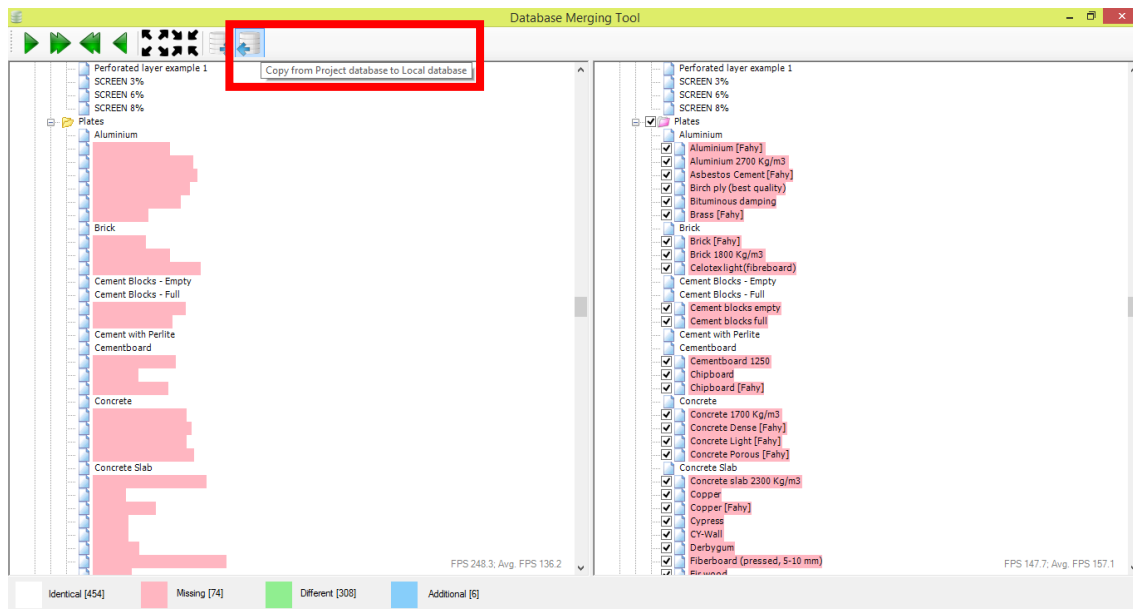 Database Merging Tool
Copy from Project database to Local database
Perforated layer example 1
SCREEN 3%
SCREEN 6%
SCREEN 8%
Plates
Aluminium
Brick
Cement Blocks - Empty
Cement Blocks - Full
Cement with Perlite
Cementboard
Concrete
Concrete Slab
FPS 248.3; Avg. FPS 136.2
Perforated layer example 1
SCREEN 3%
SCREEN 6%
SCREEN 8%
Plates
Aluminium
Aluminium [Fahy]
Aluminium 2700 Kg/m3
Asbestos Cement [Fahy]
Birch ply (best quality)
Bituminous damping
Brass [Fahy]
Brick
Brick [Fahy]
Brick 1800 Kg/m3
Celotex light (fibreboard)
Cement Blocks - Empty
Cement Blocks - Full
Cement blocks empty
Cement blocks full
Cement with Perlite
Cementboard
Cementboard 1250
Chipboard
Chipboard [Fahy]
Concrete
Concrete 1700 Kg/m3
Concrete Dense [Fahy]
Concrete Light [Fahy]
Concrete Porous [Fahy]
Concrete Slab
Concrete slab 2300 Kg/m3
Copper
Copper [Fahy]
Cypress
CY-Wall
Derbygum
Fiberboard (pressed, 5-10 mm)
Fir wood
FPS 147.7; Avg. FPS 157.1
Identical [454]
Missing [74]
Different [308]
Additional [6]